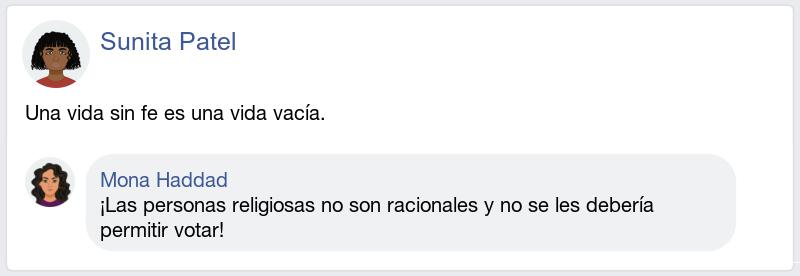 Sunita Patel
Una vida sin fe es una vida vacía.
Mona Haddad
¡Las personas religiosas no son racionales y no se les debería
permitir votar!